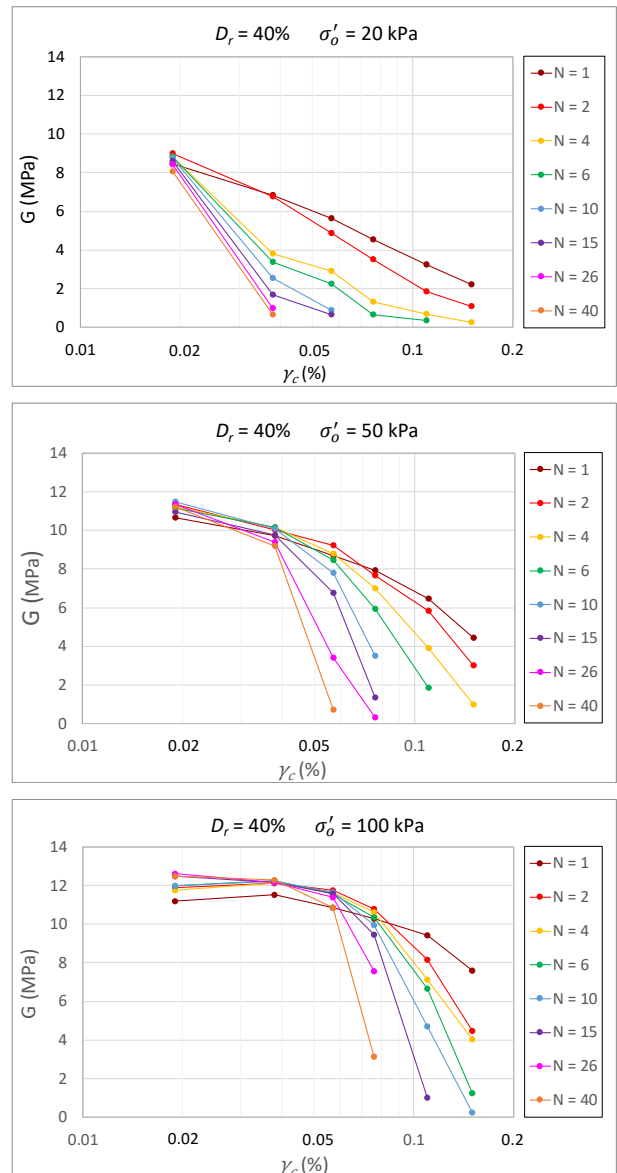 Dᵣ = 40% σ′ₒ = 20 kPa
14
12
10
8
6
4
2
0
G (MPa)
0.01 0.02 0.05 0.1 0.2
γ_c (%)
N = 1
N = 2
N = 4
N = 6
N = 10
N = 15
N = 26
N = 40
Dᵣ = 40% σ′ₒ = 50 kPa
14
12
10
8
6
4
2
0
G (MPa)
0.01 0.02 0.05 0.1 0.2
γ_c (%)
N = 1
N = 2
N = 4
N = 6
N = 10
N = 15
N = 26
N = 40
Dᵣ = 40% σ′ₒ = 100 kPa
14
12
10
8
6
4
2
0
G (MPa)
0.01 0.02 0.05 0.1 0.2
γ_c (%)
N = 1
N = 2
N = 4
N = 6
N = 10
N = 15
N = 26
N = 40